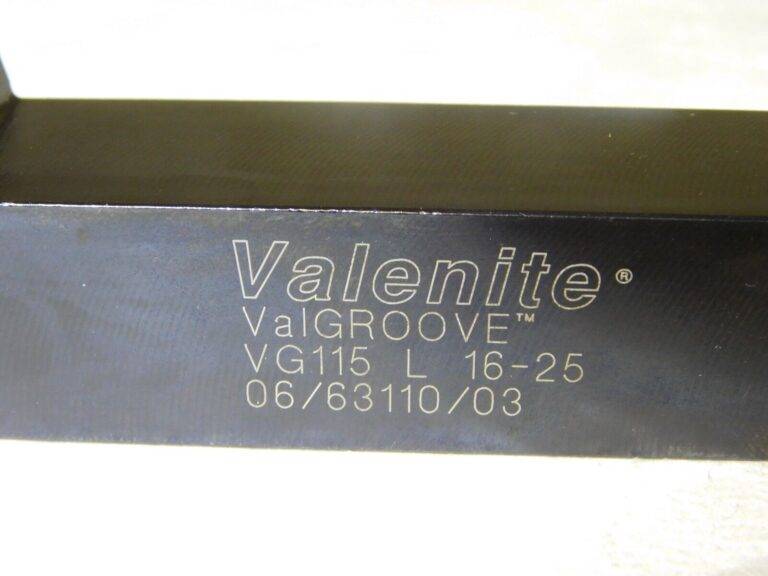 Valenite®
ValGROOVE™
VG115 L 16-25
06/63110/03